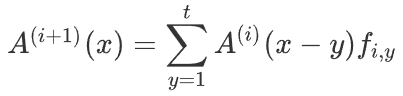 A^{(i+1)}(x) = \sum_{y=1}^{t} A^{(i)}(x - y) f_{i,y}